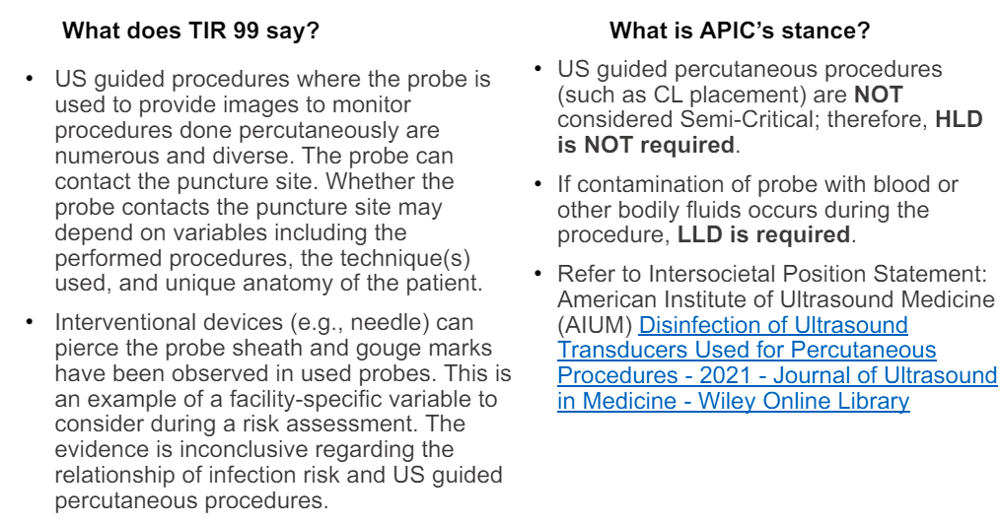 What does TIR 99 say?
• US guided procedures where the probe is
used to provide images to monitor
procedures done percutaneously are
numerous and diverse. The probe can
contact the puncture site. Whether the
probe contacts the puncture site may
depend on variables including the
performed procedures, the technique(s)
used, and unique anatomy of the patient.
• Interventional devices (e.g., needle) can
pierce the probe sheath and gouge marks
have been observed in used probes. This is
an example of a facility-specific variable to
consider during a risk assessment. The
evidence is inconclusive regarding the
relationship of infection risk and US guided
percutaneous procedures.
What is APIC’s stance?
• US guided percutaneous procedures
(such as CL placement) are NOT
considered Semi-Critical; therefore, HLD
is NOT required.
• If contamination of probe with blood or
other bodily fluids occurs during the
procedure, LLD is required.
• Refer to Intersocietal Position Statement:
American Institute of Ultrasound Medicine
(AIUM) Disinfection of Ultrasound
Transducers Used for Percutaneous
Procedures - 2021 - Journal of Ultrasound
in Medicine - Wiley Online Library